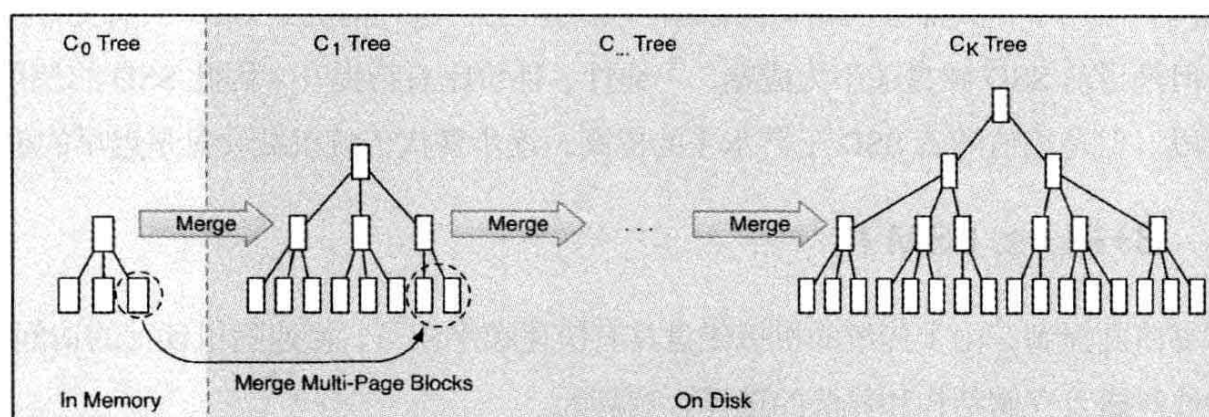 C0 Tree
C1 Tree
C... Tree
CK Tree
Merge
Merge
...
Merge
Merge Multi-Page Blocks
In Memory
On Disk